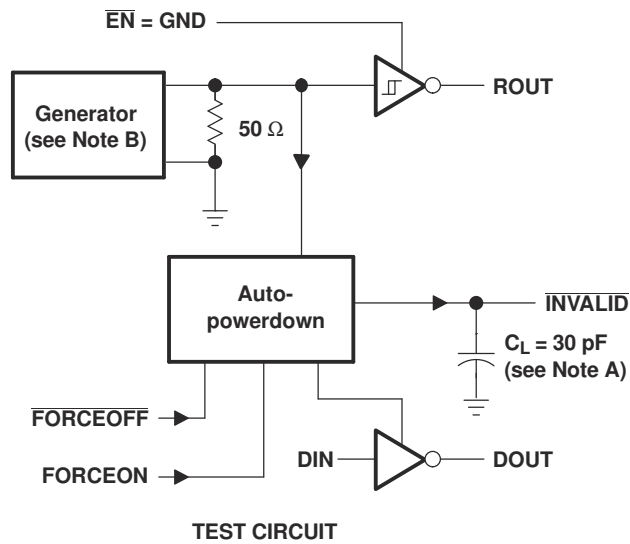 EN = GND
ROUT
Generator
(see Note B)
50 Ω
Auto-
powerdown
INVALID
CL = 30 pF
(see Note A)
FORCEOFF
FORCEON
DIN
DOUT
TEST CIRCUIT